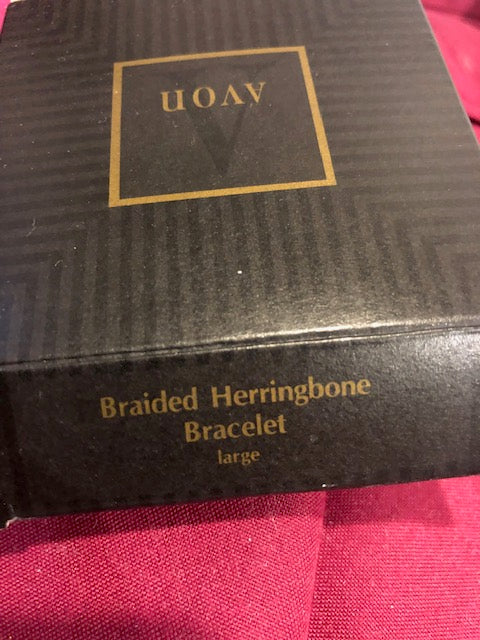 AVON
Braided Herringbone
Bracelet
large